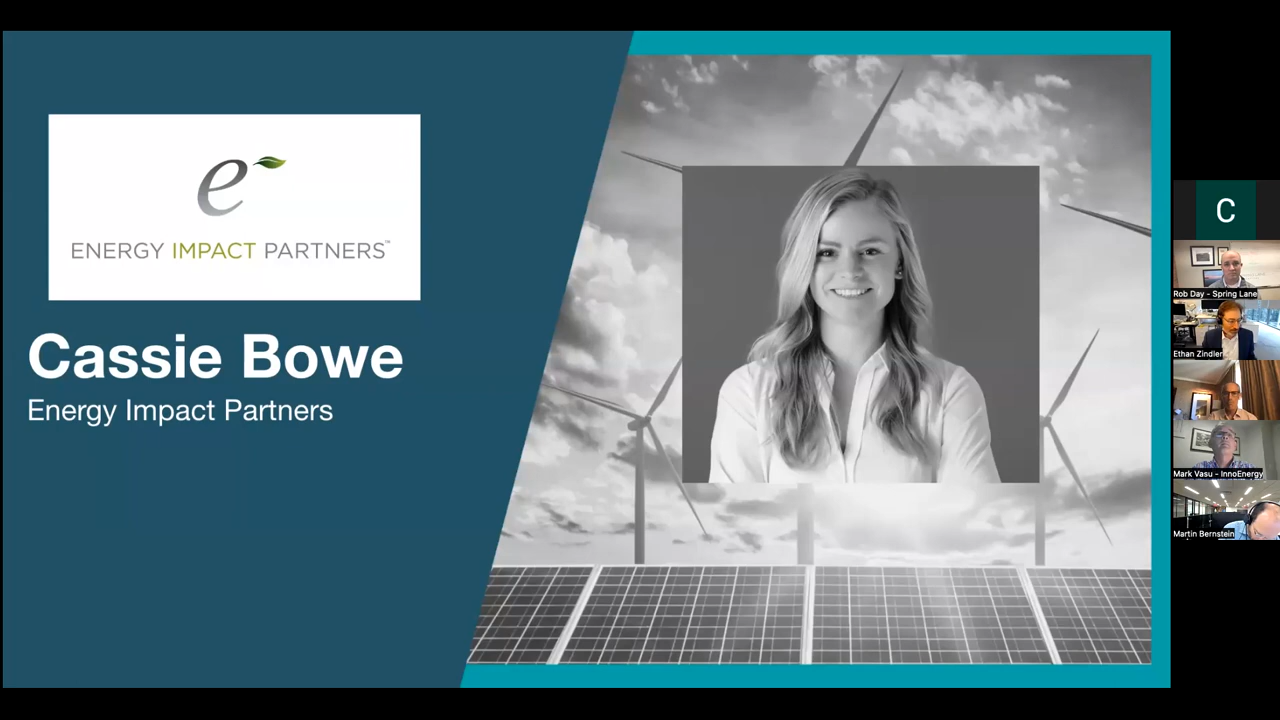 e
ENERGY IMPACT PARTNERS™
Cassie Bowe
Energy Impact Partners
C
Rob Day - Spring Lane
Ethan Zindler
Mark Vasu - InnoEnergy
Martin Bernstein